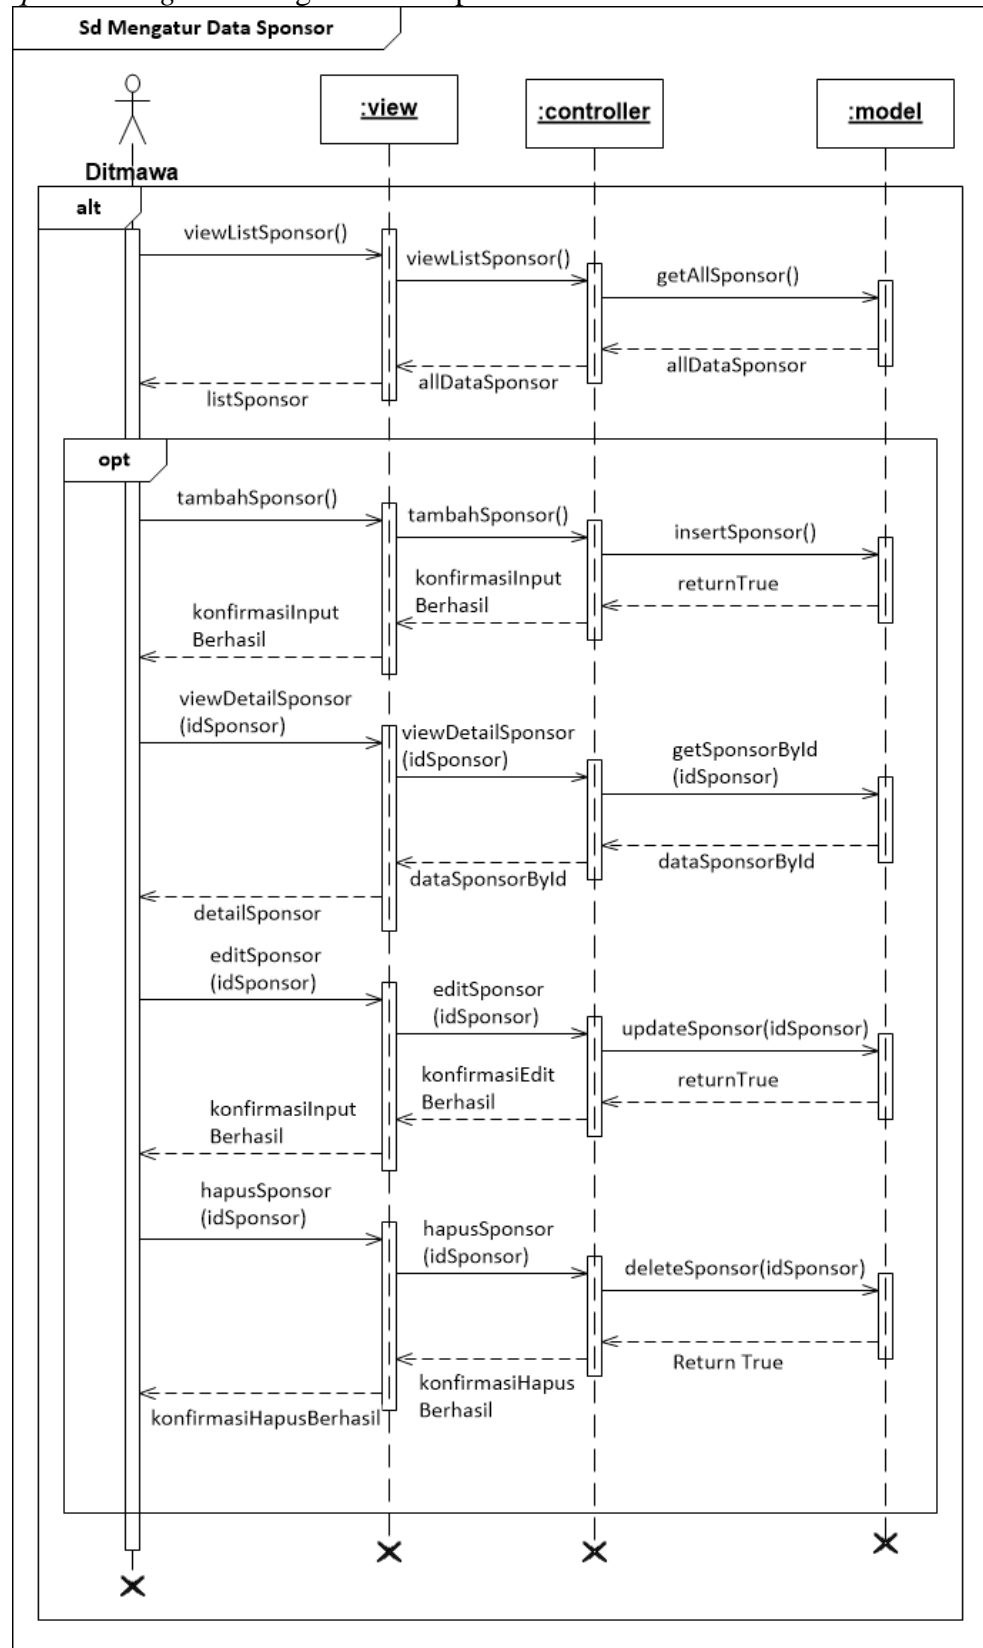 Sd Mengatur Data Sponsor
:view
:controller
:model
Ditmawa
alt
viewListSponsor()
viewListSponsor()
getAllSponsor()
allDataSponsor
allDataSponsor
listSponsor
opt
tambahSponsor()
tambahSponsor()
insertSponsor()
returnTrue
konfirmasiInput
Berhasil
konfirmasiInput
Berhasil
viewDetailSponsor
(idSponsor)
viewDetailSponsor
(idSponsor)
getSponsorById
(idSponsor)
dataSponsorById
dataSponsorById
detailSponsor
editSponsor
(idSponsor)
editSponsor
(idSponsor)
updateSponsor(idSponsor)
returnTrue
konfirmasiEdit
Berhasil
konfirmasiInput
Berhasil
hapusSponsor
(idSponsor)
hapusSponsor
(idSponsor)
deleteSponsor(idSponsor)
Return True
konfirmasiHapus
Berhasil
konfirmasiHapusBerhasil